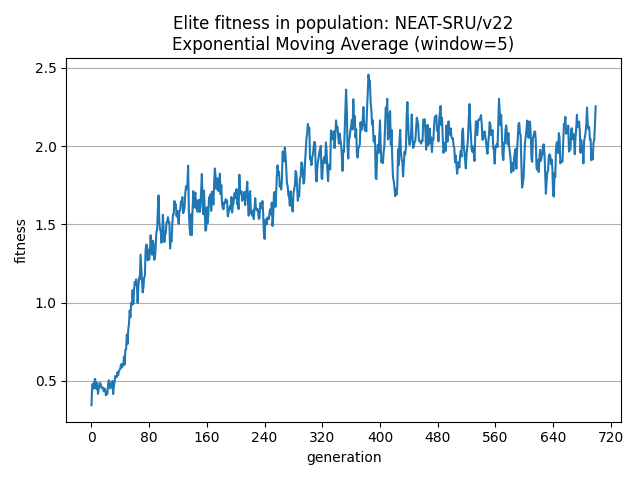 Elite fitness in population: NEAT-SRU/v22
Exponential Moving Average (window=5)
2.5
2.0
1.5
1.0
0.5
fitness
0 80 160 240 320 400 480 560 640 720
generation